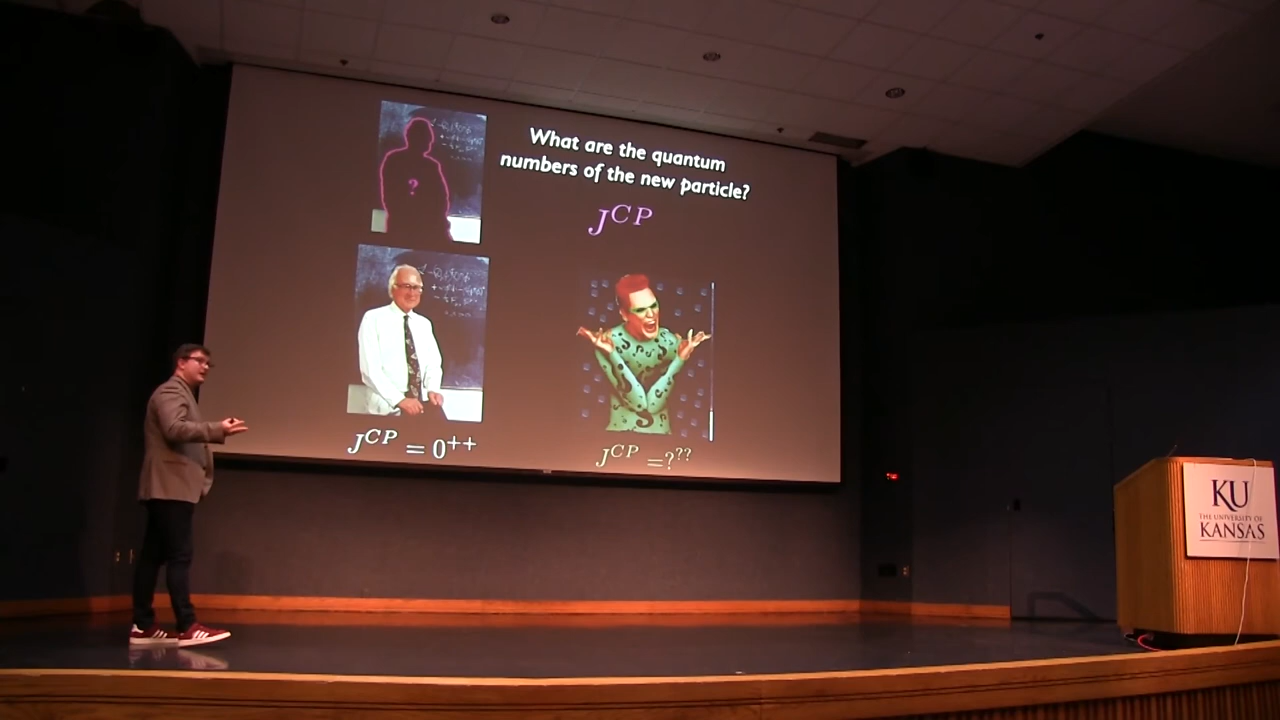 What are the quantum
numbers of the new particle?
J^{CP}
?
J^{CP} = 0^{++}
J^{CP} =?^{??}
KU
THE UNIVERSITY OF
KANSAS